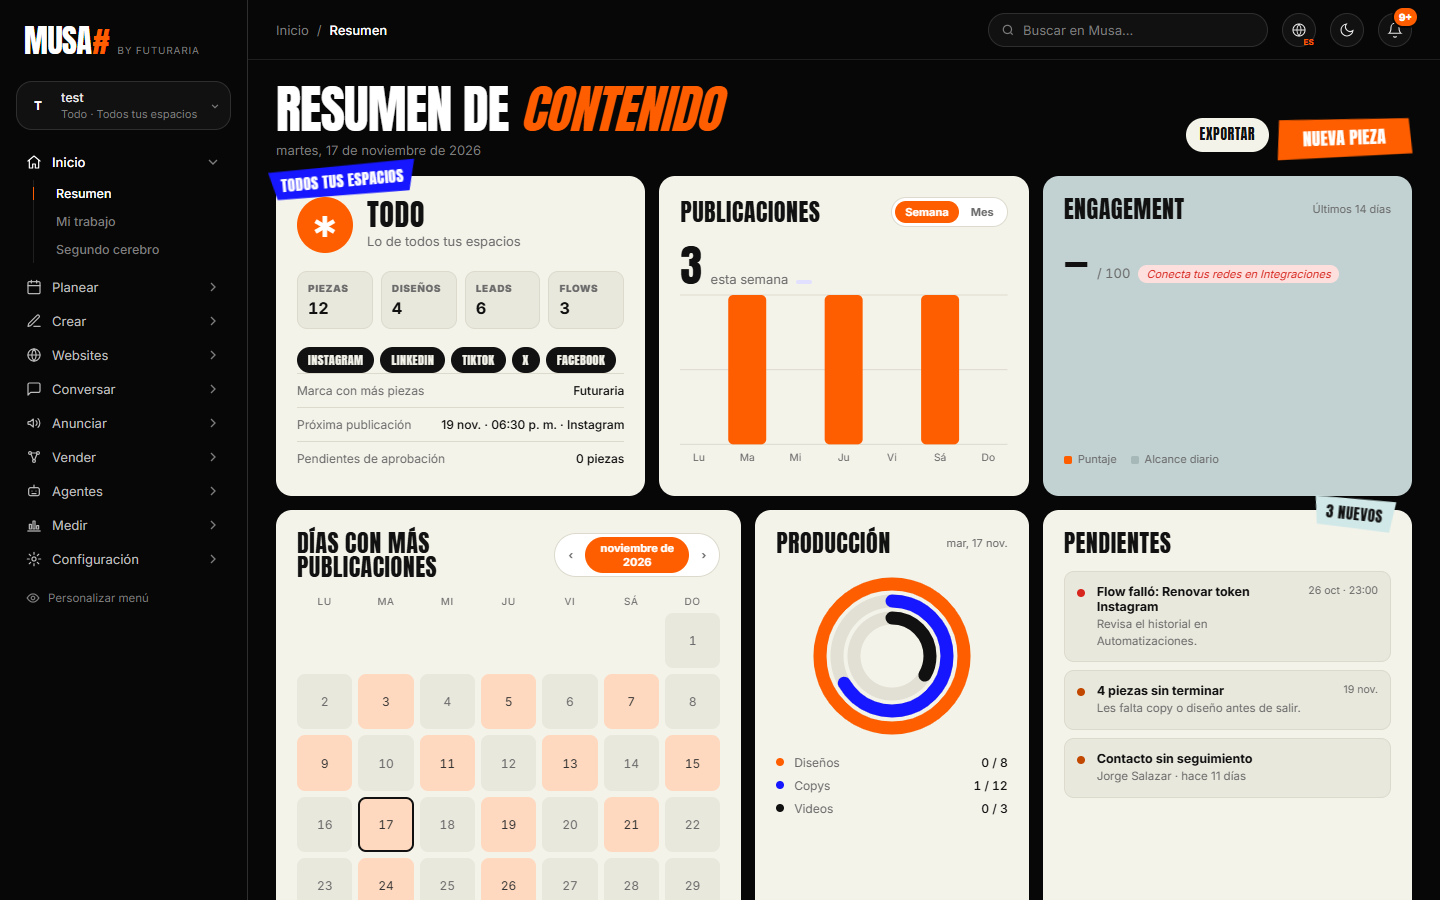 MUSA# BY FUTURARIA
T
test
Todo · Todos tus espacios
Inicio
Resumen
Mi trabajo
Segundo cerebro
Planear
Crear
Websites
Conversar
Anunciar
Vender
Agentes
Medir
Configuración
Personalizar menú
Inicio / Resumen
Buscar en Musa...
ES
9+
RESUMEN DE CONTENIDO
martes, 17 de noviembre de 2026
EXPORTAR
NUEVA PIEZA
TODOS TUS ESPACIOS
TODO
Lo de todos tus espacios
PIEZAS
12
DISEÑOS
4
LEADS
6
FLOWS
3
INSTAGRAM LINKEDIN TIKTOK X FACEBOOK
Marca con más piezas Futuraria
Próxima publicación 19 nov. · 06:30 p. m. · Instagram
Pendientes de aprobación 0 piezas
PUBLICACIONES
Semana Mes
3 esta semana
Lu Ma Mi Ju Vi Sá Do
ENGAGEMENT
Últimos 14 días
– / 100 Conecta tus redes en Integraciones
Puntaje Alcance diario
DÍAS CON MÁS
PUBLICACIONES
‹ noviembre de
2026 ›
LU MA MI JU VI SÁ DO
1
2 3 4 5 6 7 8
9 10 11 12 13 14 15
16 17 18 19 20 21 22
23 24 25 26 27 28 29
PRODUCCIÓN
mar, 17 nov.
Diseños 0 / 8
Copys 1 / 12
Videos 0 / 3
3 NUEVOS
PENDIENTES
Flow falló: Renovar token
Instagram
26 oct · 23:00
Revisa el historial en
Automatizaciones.
4 piezas sin terminar
19 nov.
Les falta copy o diseño antes de salir.
Contacto sin seguimiento
Jorge Salazar · hace 11 días